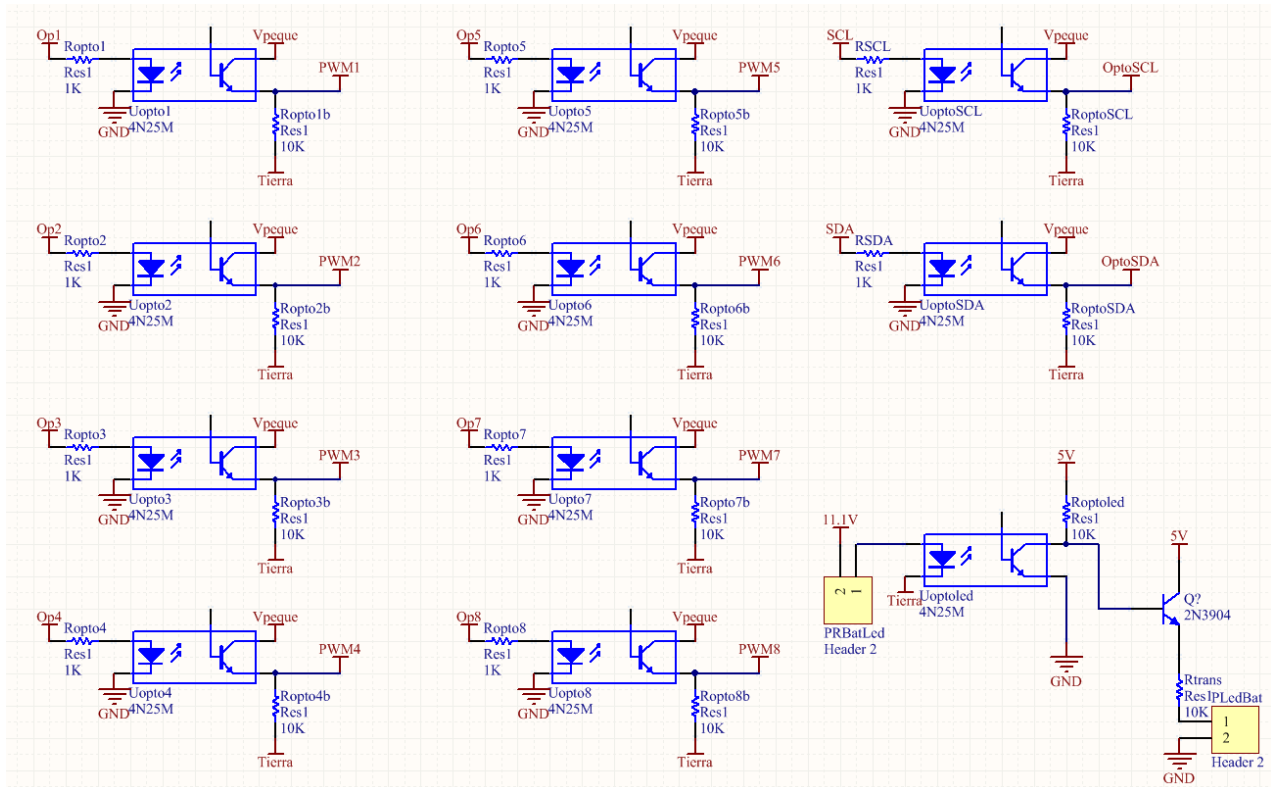 Op1
Ropto1
Res1
1K
GND
Uopto1
4N25M
Vpeque
PWM1
Ropto1b
Res1
10K
Tierra
Op5
Ropto5
Res1
1K
GND
Uopto5
4N25M
Vpeque
PWM5
Ropto5b
Res1
10K
Tierra
SCL
RSCL
Res1
1K
GND
UoptoSCL
4N25M
Vpeque
OptoSCL
RoptoSCL
Res1
10K
Tierra
Op2
Ropto2
Res1
1K
GND
Uopto2
4N25M
Vpeque
PWM2
Ropto2b
Res1
10K
Tierra
Op6
Ropto6
Res1
1K
GND
Uopto6
4N25M
Vpeque
PWM6
Ropto6b
Res1
10K
Tierra
SDA
RSDA
Res1
1K
GND
UoptoSDA
4N25M
Vpeque
OptoSDA
RoptoSDA
Res1
10K
Tierra
Op3
Ropto3
Res1
1K
GND
Uopto3
4N25M
Vpeque
PWM3
Ropto3b
Res1
10K
Tierra
Op7
Ropto7
Res1
1K
GND
Uopto7
4N25M
Vpeque
PWM7
Ropto7b
Res1
10K
Tierra
Op4
Ropto4
Res1
1K
GND
Uopto4
4N25M
Vpeque
PWM4
Ropto4b
Res1
10K
Tierra
Op8
Ropto8
Res1
1K
GND
Uopto8
4N25M
Vpeque
PWM8
Ropto8b
Res1
10K
Tierra
11.1V
2
1
PRBatLed
Header 2
Tierra
Uoptoled
4N25M
5V
Roptoled
Res1
10K
GND
5V
Q?
2N3904
Rtrans
Res1
10K
PLedBat
1
2
Header 2
GND